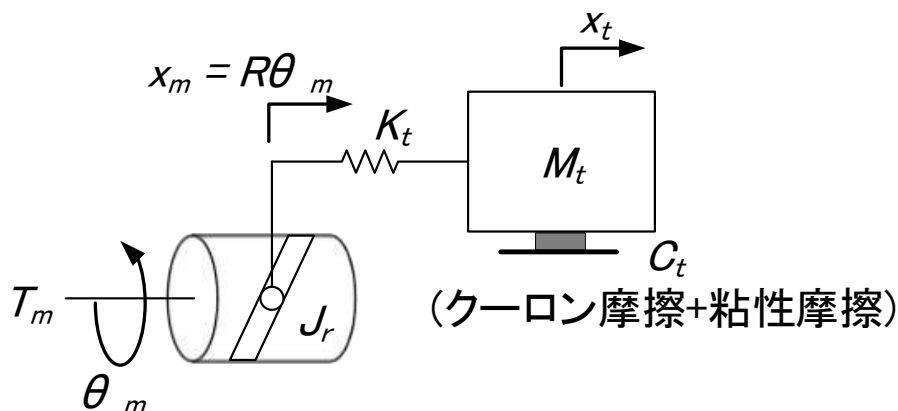 x_t
x_m = Rθ_m
K_t
M_t
C_t
(クーロン摩擦+粘性摩擦)
T_m
J_r
θ_m